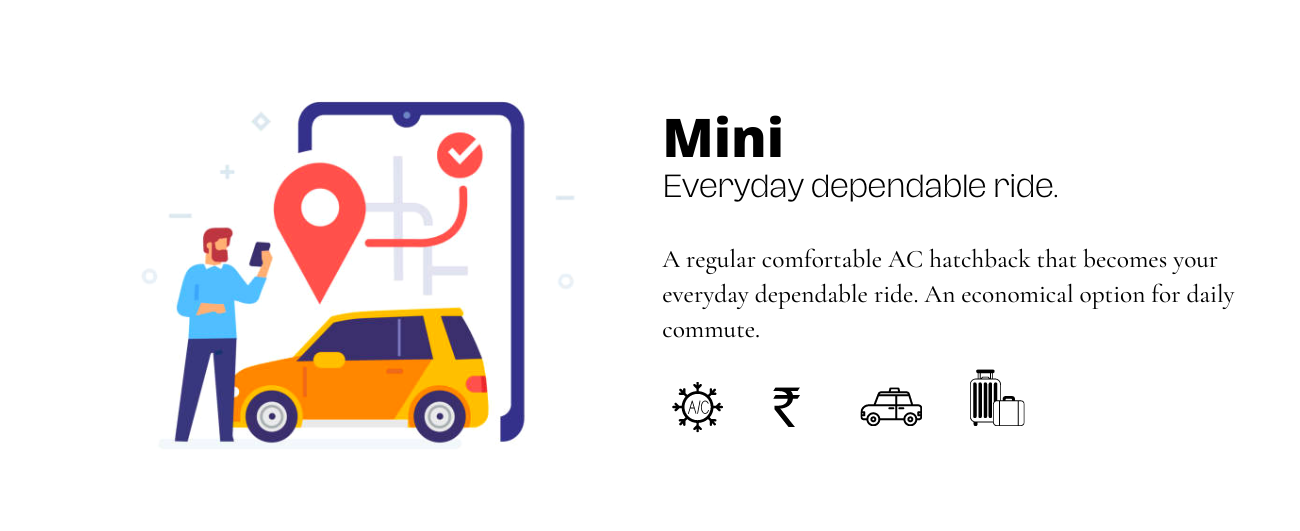 Mini
Everyday dependable ride.
A regular comfortable AC hatchback that becomes your
everyday dependable ride. An economical option for daily
commute.
A/C ₹